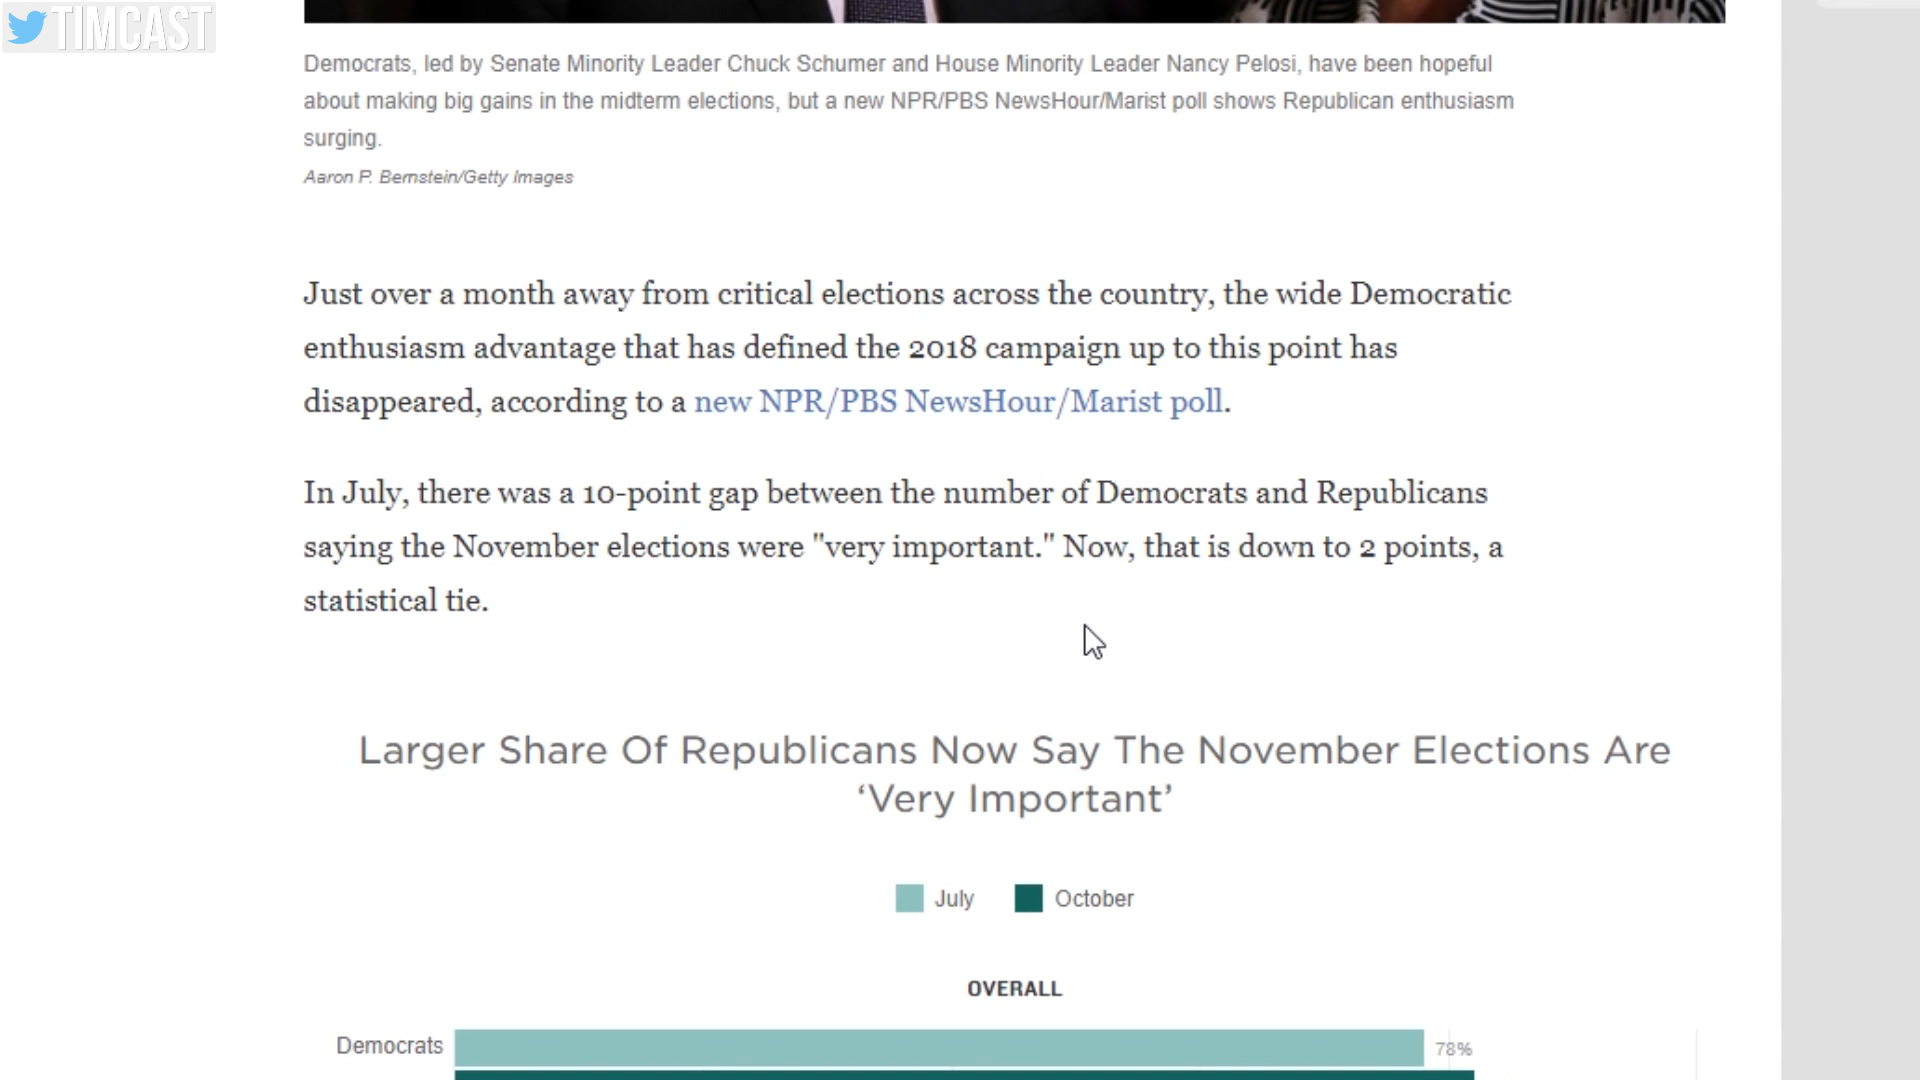 TIMCAST
Democrats, led by Senate Minority Leader Chuck Schumer and House Minority Leader Nancy Pelosi, have been hopeful
about making big gains in the midterm elections, but a new NPR/PBS NewsHour/Marist poll shows Republican enthusiasm
surging.
Aaron P. Bernstein/Getty Images
Just over a month away from critical elections across the country, the wide Democratic
enthusiasm advantage that has defined the 2018 campaign up to this point has
disappeared, according to a new NPR/PBS NewsHour/Marist poll.
In July, there was a 10-point gap between the number of Democrats and Republicans
saying the November elections were "very important." Now, that is down to 2 points, a
statistical tie.
Larger Share Of Republicans Now Say The November Elections Are
‘Very Important’
July October
OVERALL
Democrats 78%